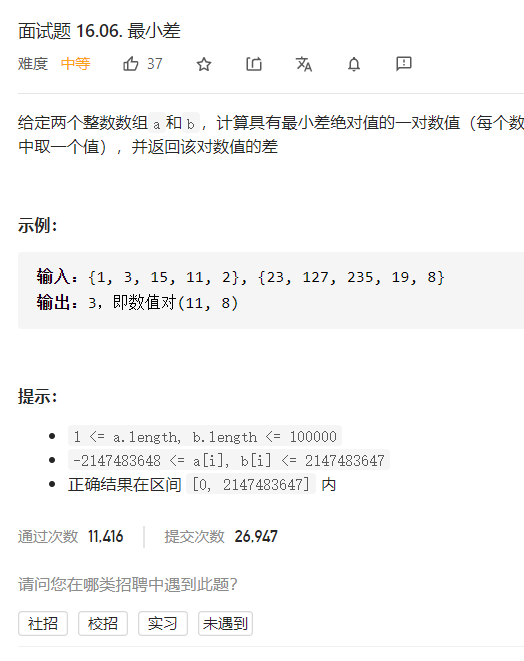 面试题 16.06. 最小差
难度 中等 37
给定两个整数数组 a 和 b ，计算具有最小差绝对值的一对数值（每个数
中取一个值），并返回该对数值的差
示例：
输入：{1, 3, 15, 11, 2}, {23, 127, 235, 19, 8}
输出：3，即数值对(11, 8)
提示：
1 <= a.length, b.length <= 100000
-2147483648 <= a[i], b[i] <= 2147483647
正确结果在区间 [0, 2147483647] 内
通过次数 11,416 提交次数 26,947
请问您在哪类招聘中遇到此题？
社招 校招 实习 未遇到